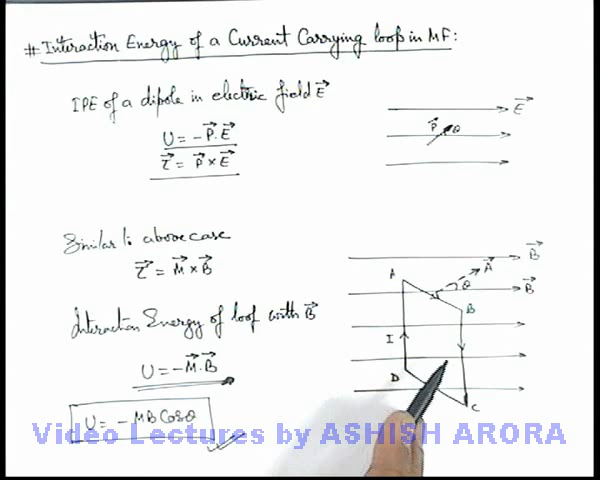 # Interaction Energy of a Current Carrying loop in MF:
IPE of a dipole in electric field E⃗
U = -P⃗.E⃗
τ⃗ = P⃗ × E⃗
E⃗
P⃗ θ
Similar to above case
τ⃗ = M⃗ × B⃗
Interaction Energy of loop with B⃗
U = -M⃗.B⃗
U = - MB Cosθ
B⃗
A A⃗
θ B⃗
B
I
D
C
Video Lectures by ASHISH ARORA